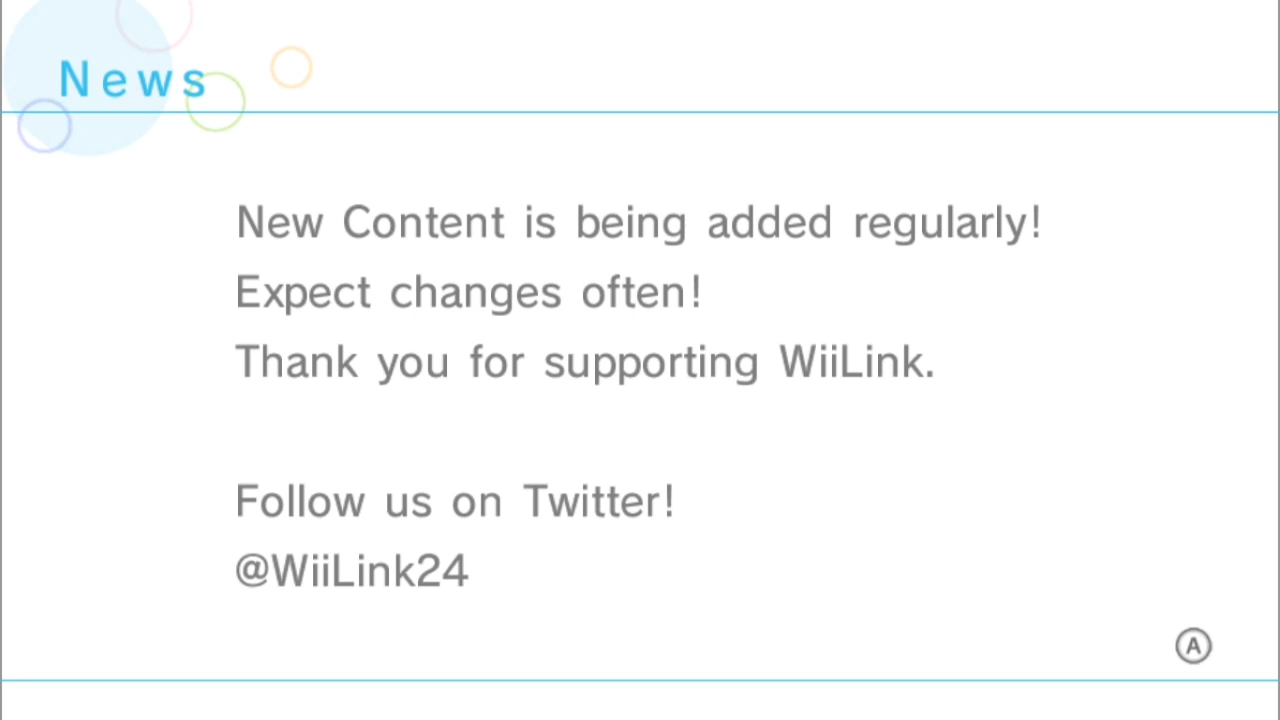 News
New Content is being added regularly!
Expect changes often!
Thank you for supporting WiiLink.
Follow us on Twitter!
@WiiLink24
A